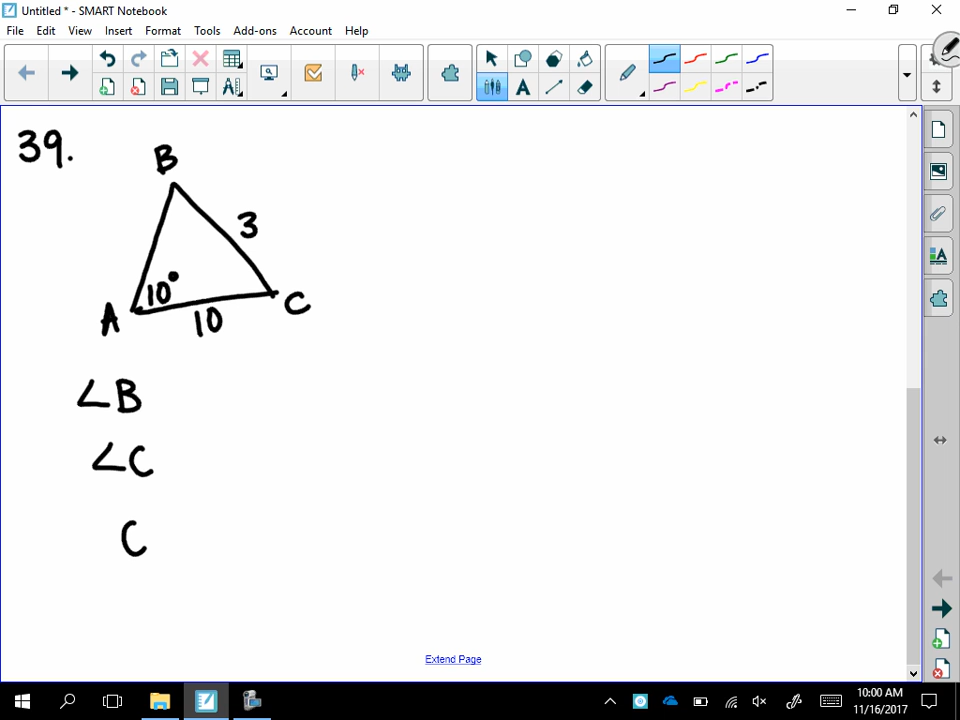 Untitled * - SMART Notebook
File Edit View Insert Format Tools Add-ons Account Help
39.
B
3
10°
A
10
C
∠B
∠C
C
Extend Page
10:00 AM
11/16/2017